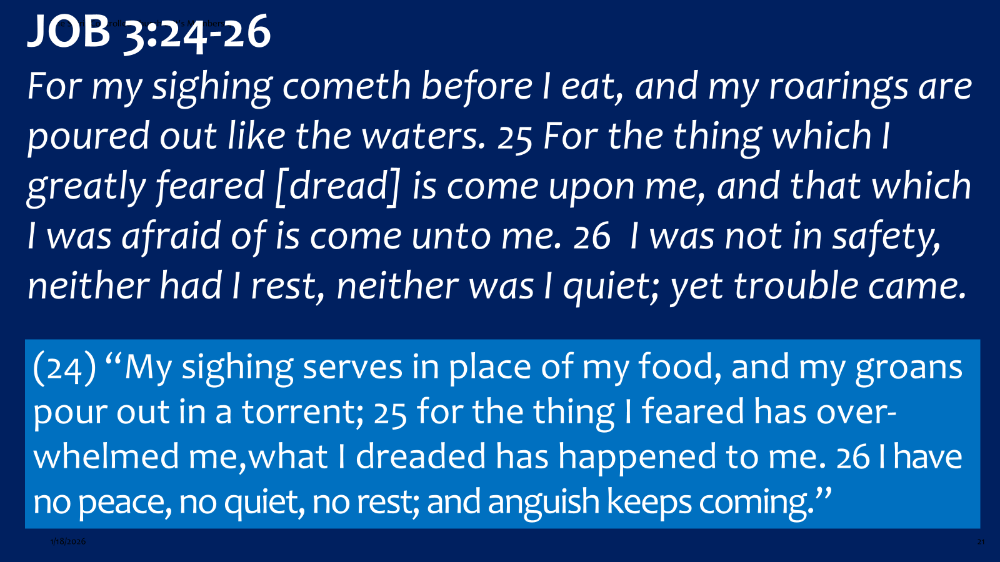 JOB 3:24-26
For my sighing cometh before I eat, and my roarings are
poured out like the waters. 25 For the thing which I
greatly feared [dread] is come upon me, and that which
I was afraid of is come unto me. 26 I was not in safety,
neither had I rest, neither was I quiet; yet trouble came.
(24) “My sighing serves in place of my food, and my groans
pour out in a torrent; 25 for the thing I feared has over-
whelmed me,what I dreaded has happened to me. 26 I have
no peace, no quiet, no rest; and anguish keeps coming.”
1/18/2026
21